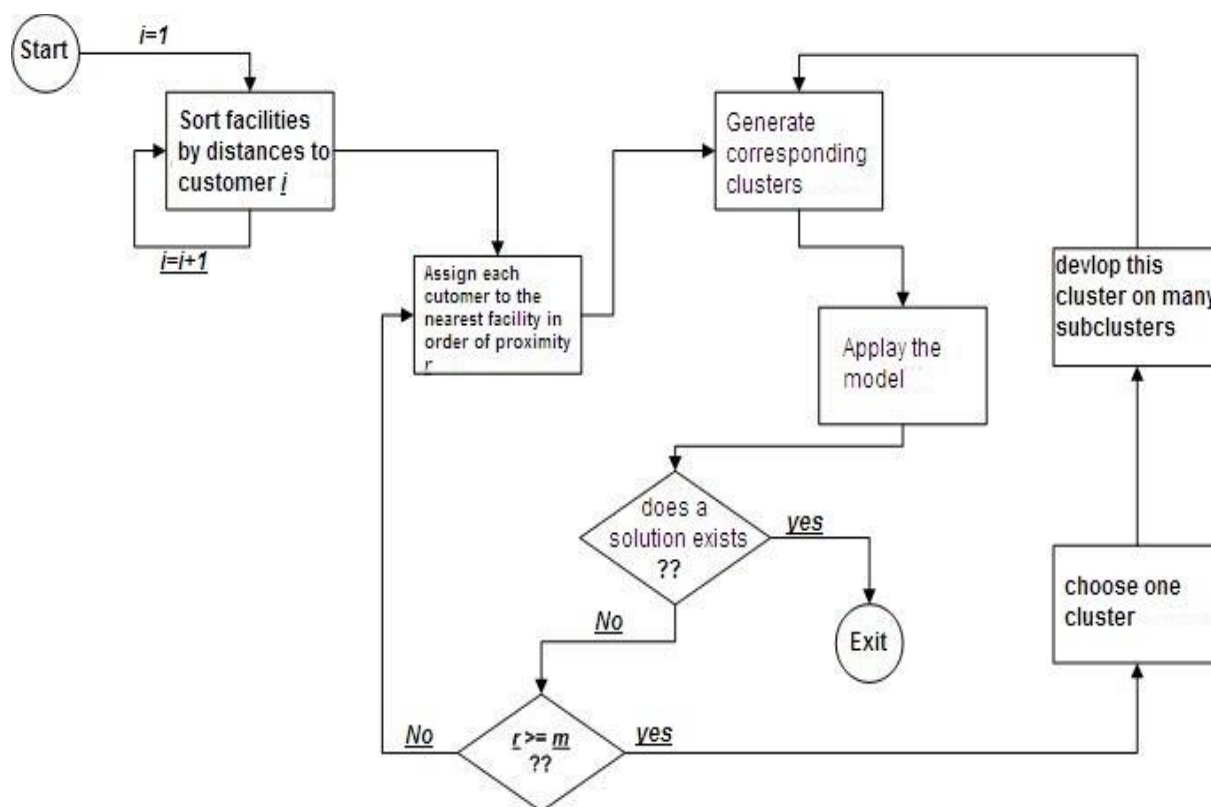 Start
i=1
Sort facilities
by distances to
customer i
i=i+1
Assign each
cutomer to the
nearest facility in
order of proximity
r
Generate
corresponding
clusters
Applay the
model
does a
solution exists
??
yes
Exit
No
r >= m
??
No
yes
choose one
cluster
devlop this
cluster on many
subclusters